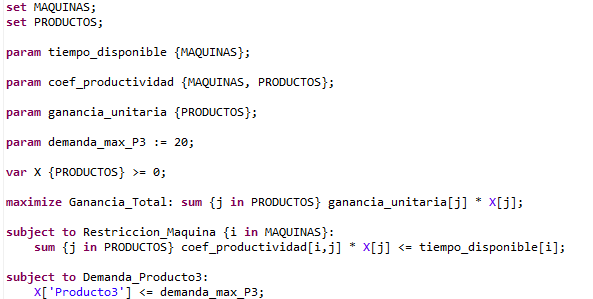 set MAQUINAS;
set PRODUCTOS;
param tiempo_disponible {MAQUINAS};
param coef_productividad {MAQUINAS, PRODUCTOS};
param ganancia_unitaria {PRODUCTOS};
param demanda_max_P3 := 20;
var X {PRODUCTOS} >= 0;
maximize Ganancia_Total: sum {j in PRODUCTOS} ganancia_unitaria[j] * X[j];
subject to Restriccion_Maquina {i in MAQUINAS}:
sum {j in PRODUCTOS} coef_productividad[i,j] * X[j] <= tiempo_disponible[i];
subject to Demanda_Producto3:
X['Producto3'] <= demanda_max_P3;